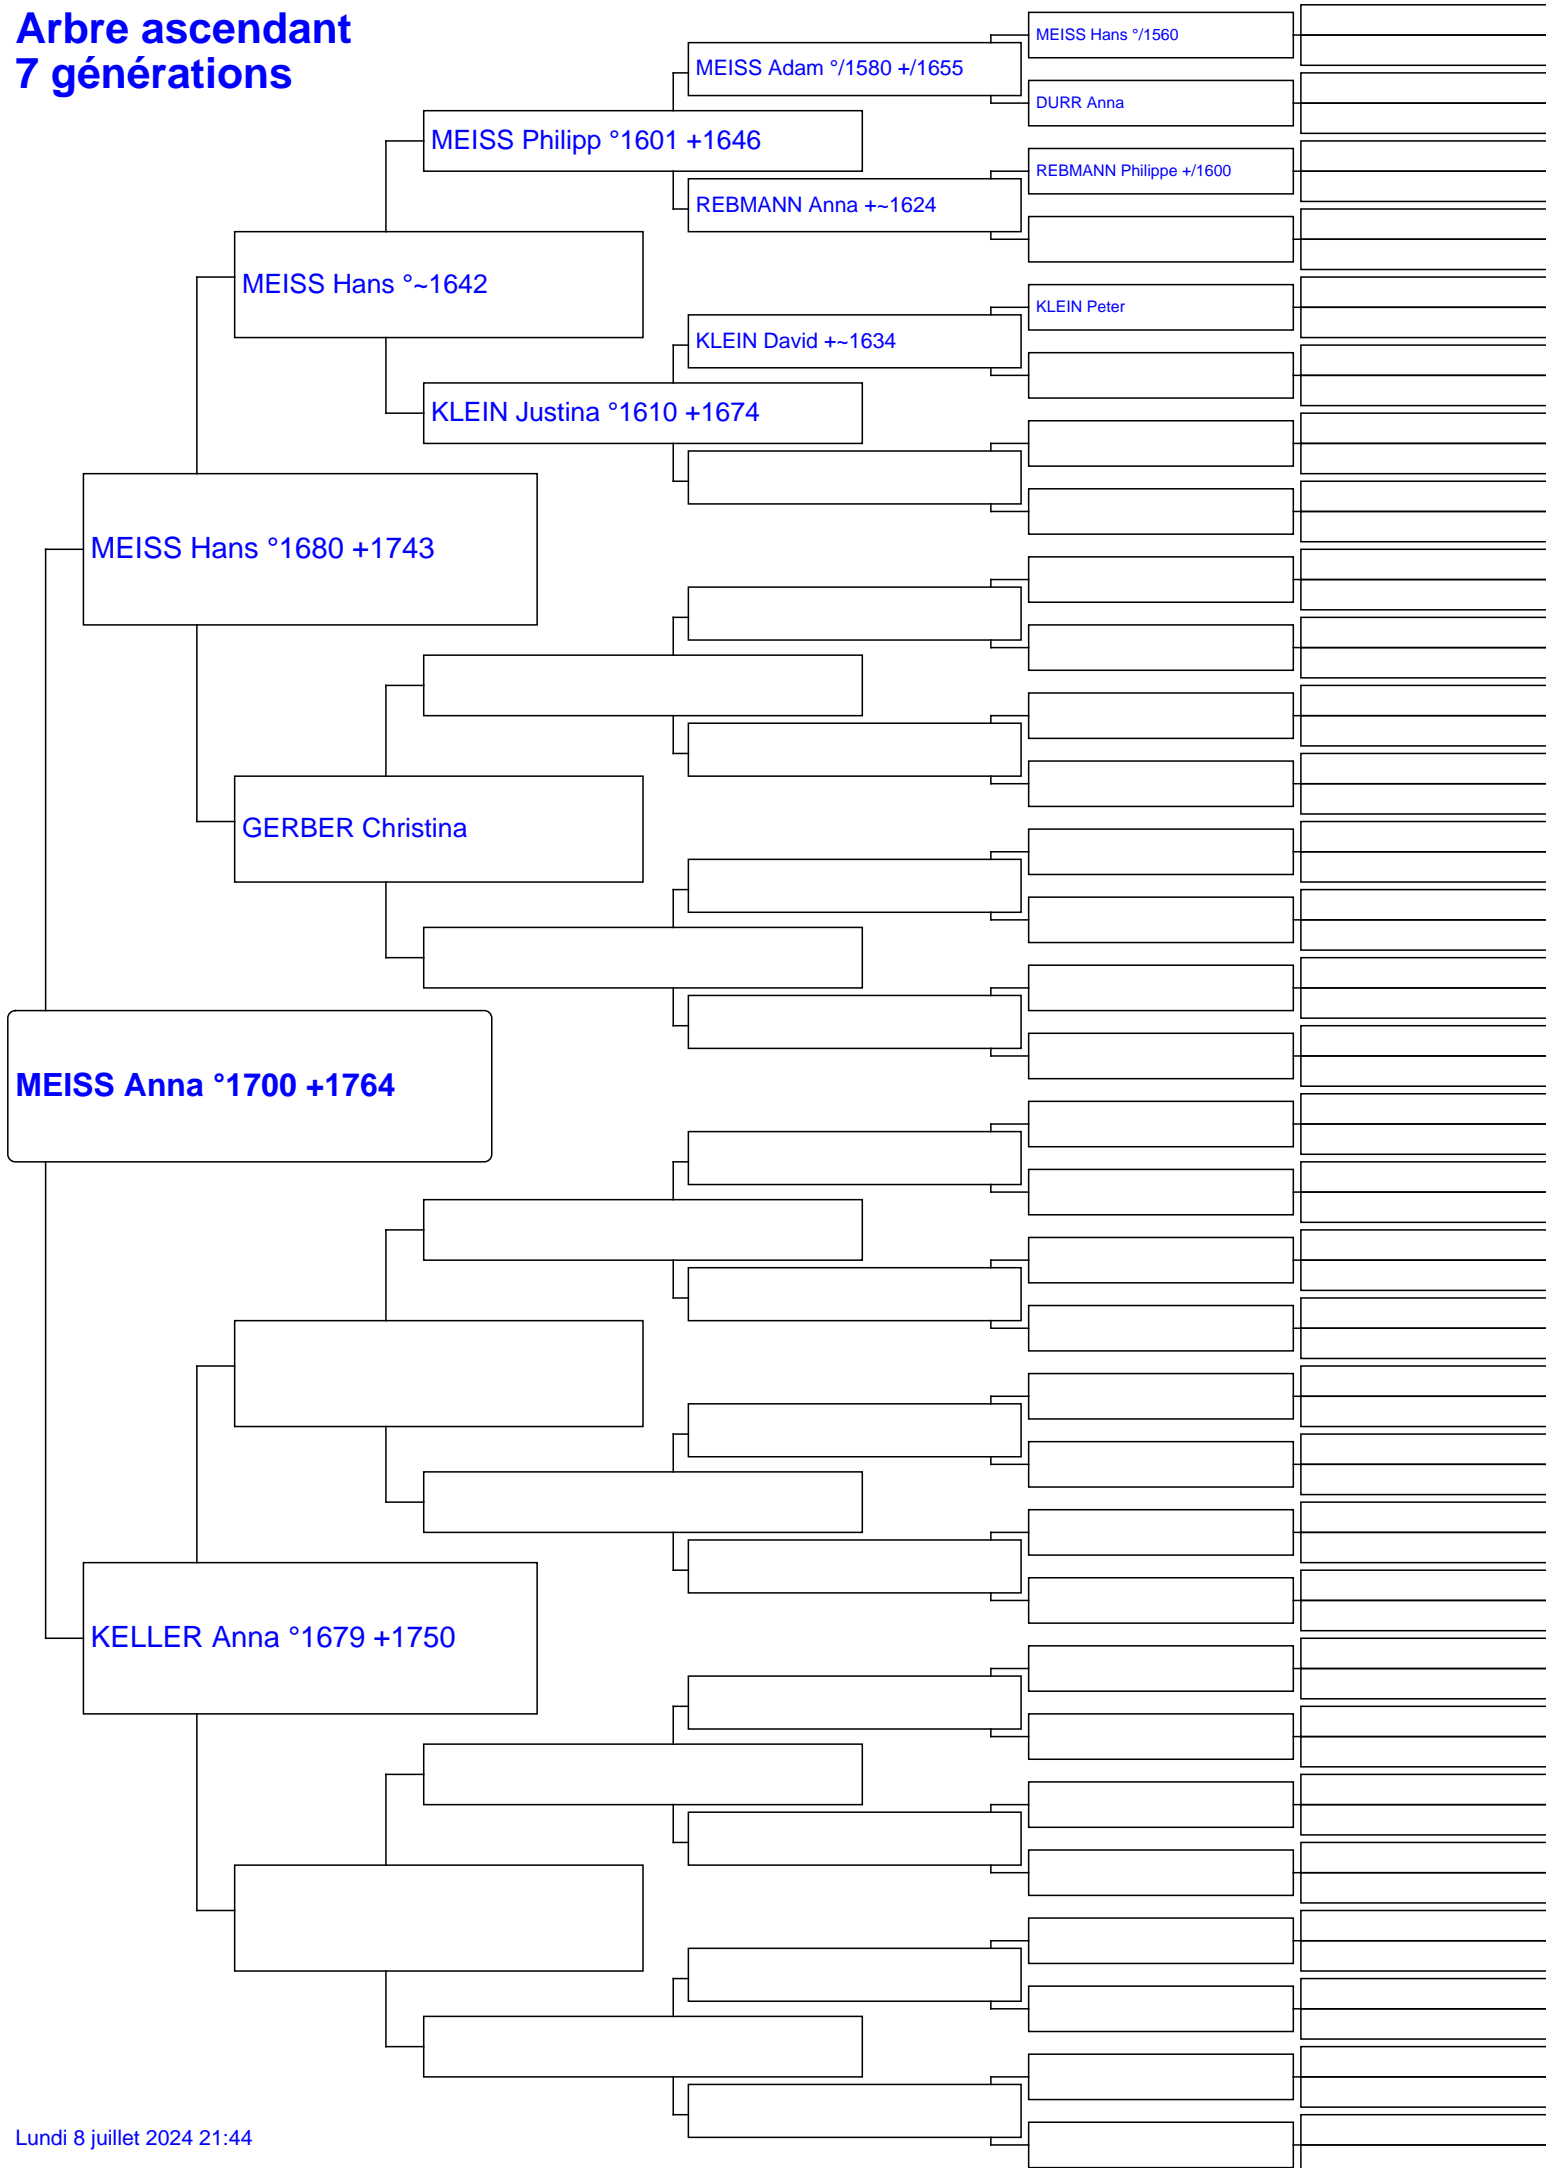 Arbre ascendant
7 générations
MEISS Hans °/1560
MEISS Adam °/1580 +/1655
DURR Anna
MEISS Philipp °1601 +1646
REBMANN Philippe +/1600
REBMANN Anna +~1624
MEISS Hans °~1642
KLEIN Peter
KLEIN David +~1634
KLEIN Justina °1610 +1674
MEISS Hans °1680 +1743
GERBER Christina
MEISS Anna °1700 +1764
KELLER Anna °1679 +1750
Lundi 8 juillet 2024 21:44